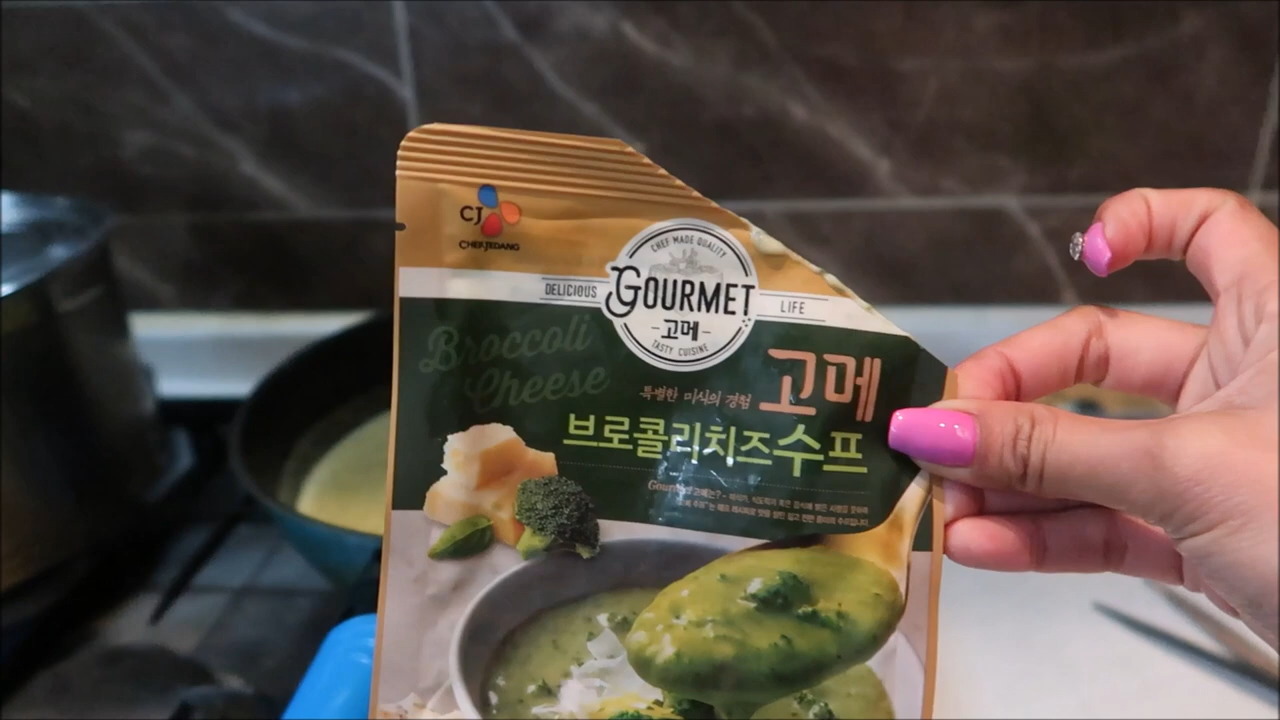 CJ
CHEILJEDANG
CHEF MADE QUALITY
DELICIOUS GOURMET LIFE
-고메-
TASTY CUISINE
Broccoli
Cheese
특별한 미식의 경험 고메
브로콜리치즈수프